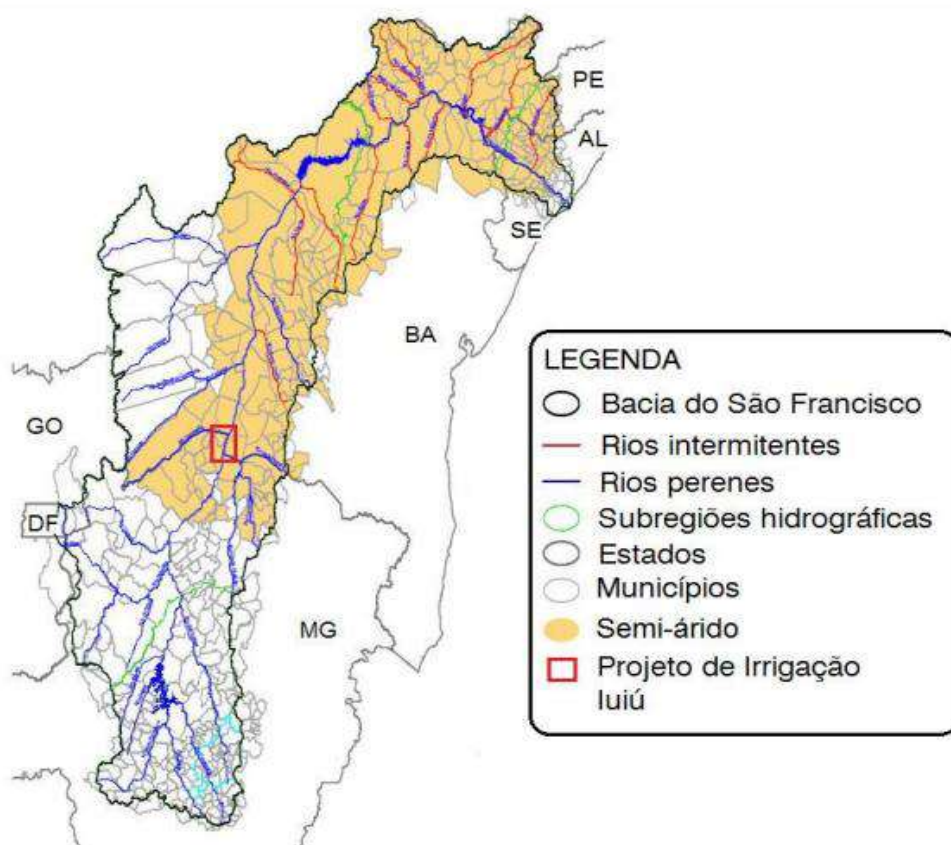 PE
AL
SE
BA
GO
DF
MG
LEGENDA
Bacia do São Francisco
Rios intermitentes
Rios perenes
Subregiões hidrográficas
Estados
Municípios
Semi-árido
Projeto de Irrigação
Iuiú